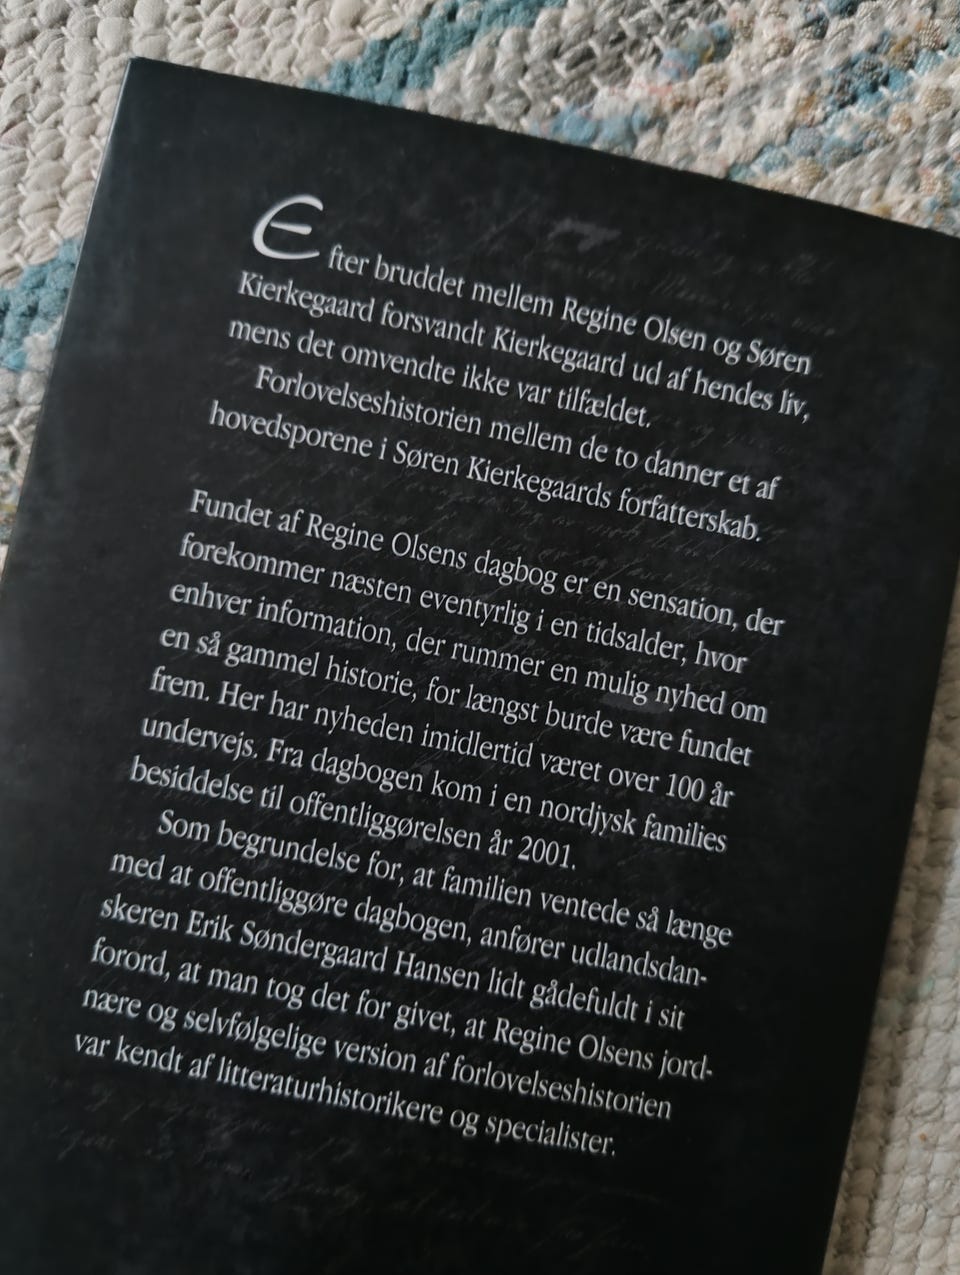 Efter bruddet mellem Regine Olsen og Søren
Kierkegaard forsvandt Kierkegaard ud af hendes liv,
mens det omvendte ikke var tilfældet.
Forlovelseshistorien mellem de to danner et af
hovedsporene i Søren Kierkegaards forfatterskab.
Fundet af Regine Olsens dagbog er en sensation, der
forekommer næsten eventyrlig i en tidsalder, hvor
enhver information, der rummer en mulig nyhed om
en så gammel historie, for længst burde være fundet
frem. Her har nyheden imidlertid været over 100 år
undervejs. Fra dagbogen kom i en nordjysk families
besiddelse til offentliggørelsen år 2001.
Som begrundelse for, at familien ventede så længe
med at offentliggøre dagbogen, anfører udlandsdan-
skeren Erik Søndergaard Hansen lidt gådefuldt i sit
forord, at man tog det for givet, at Regine Olsens jord-
nære og selvfølgelige version af forlovelseshistorien
var kendt af litteraturhistorikere og specialister.